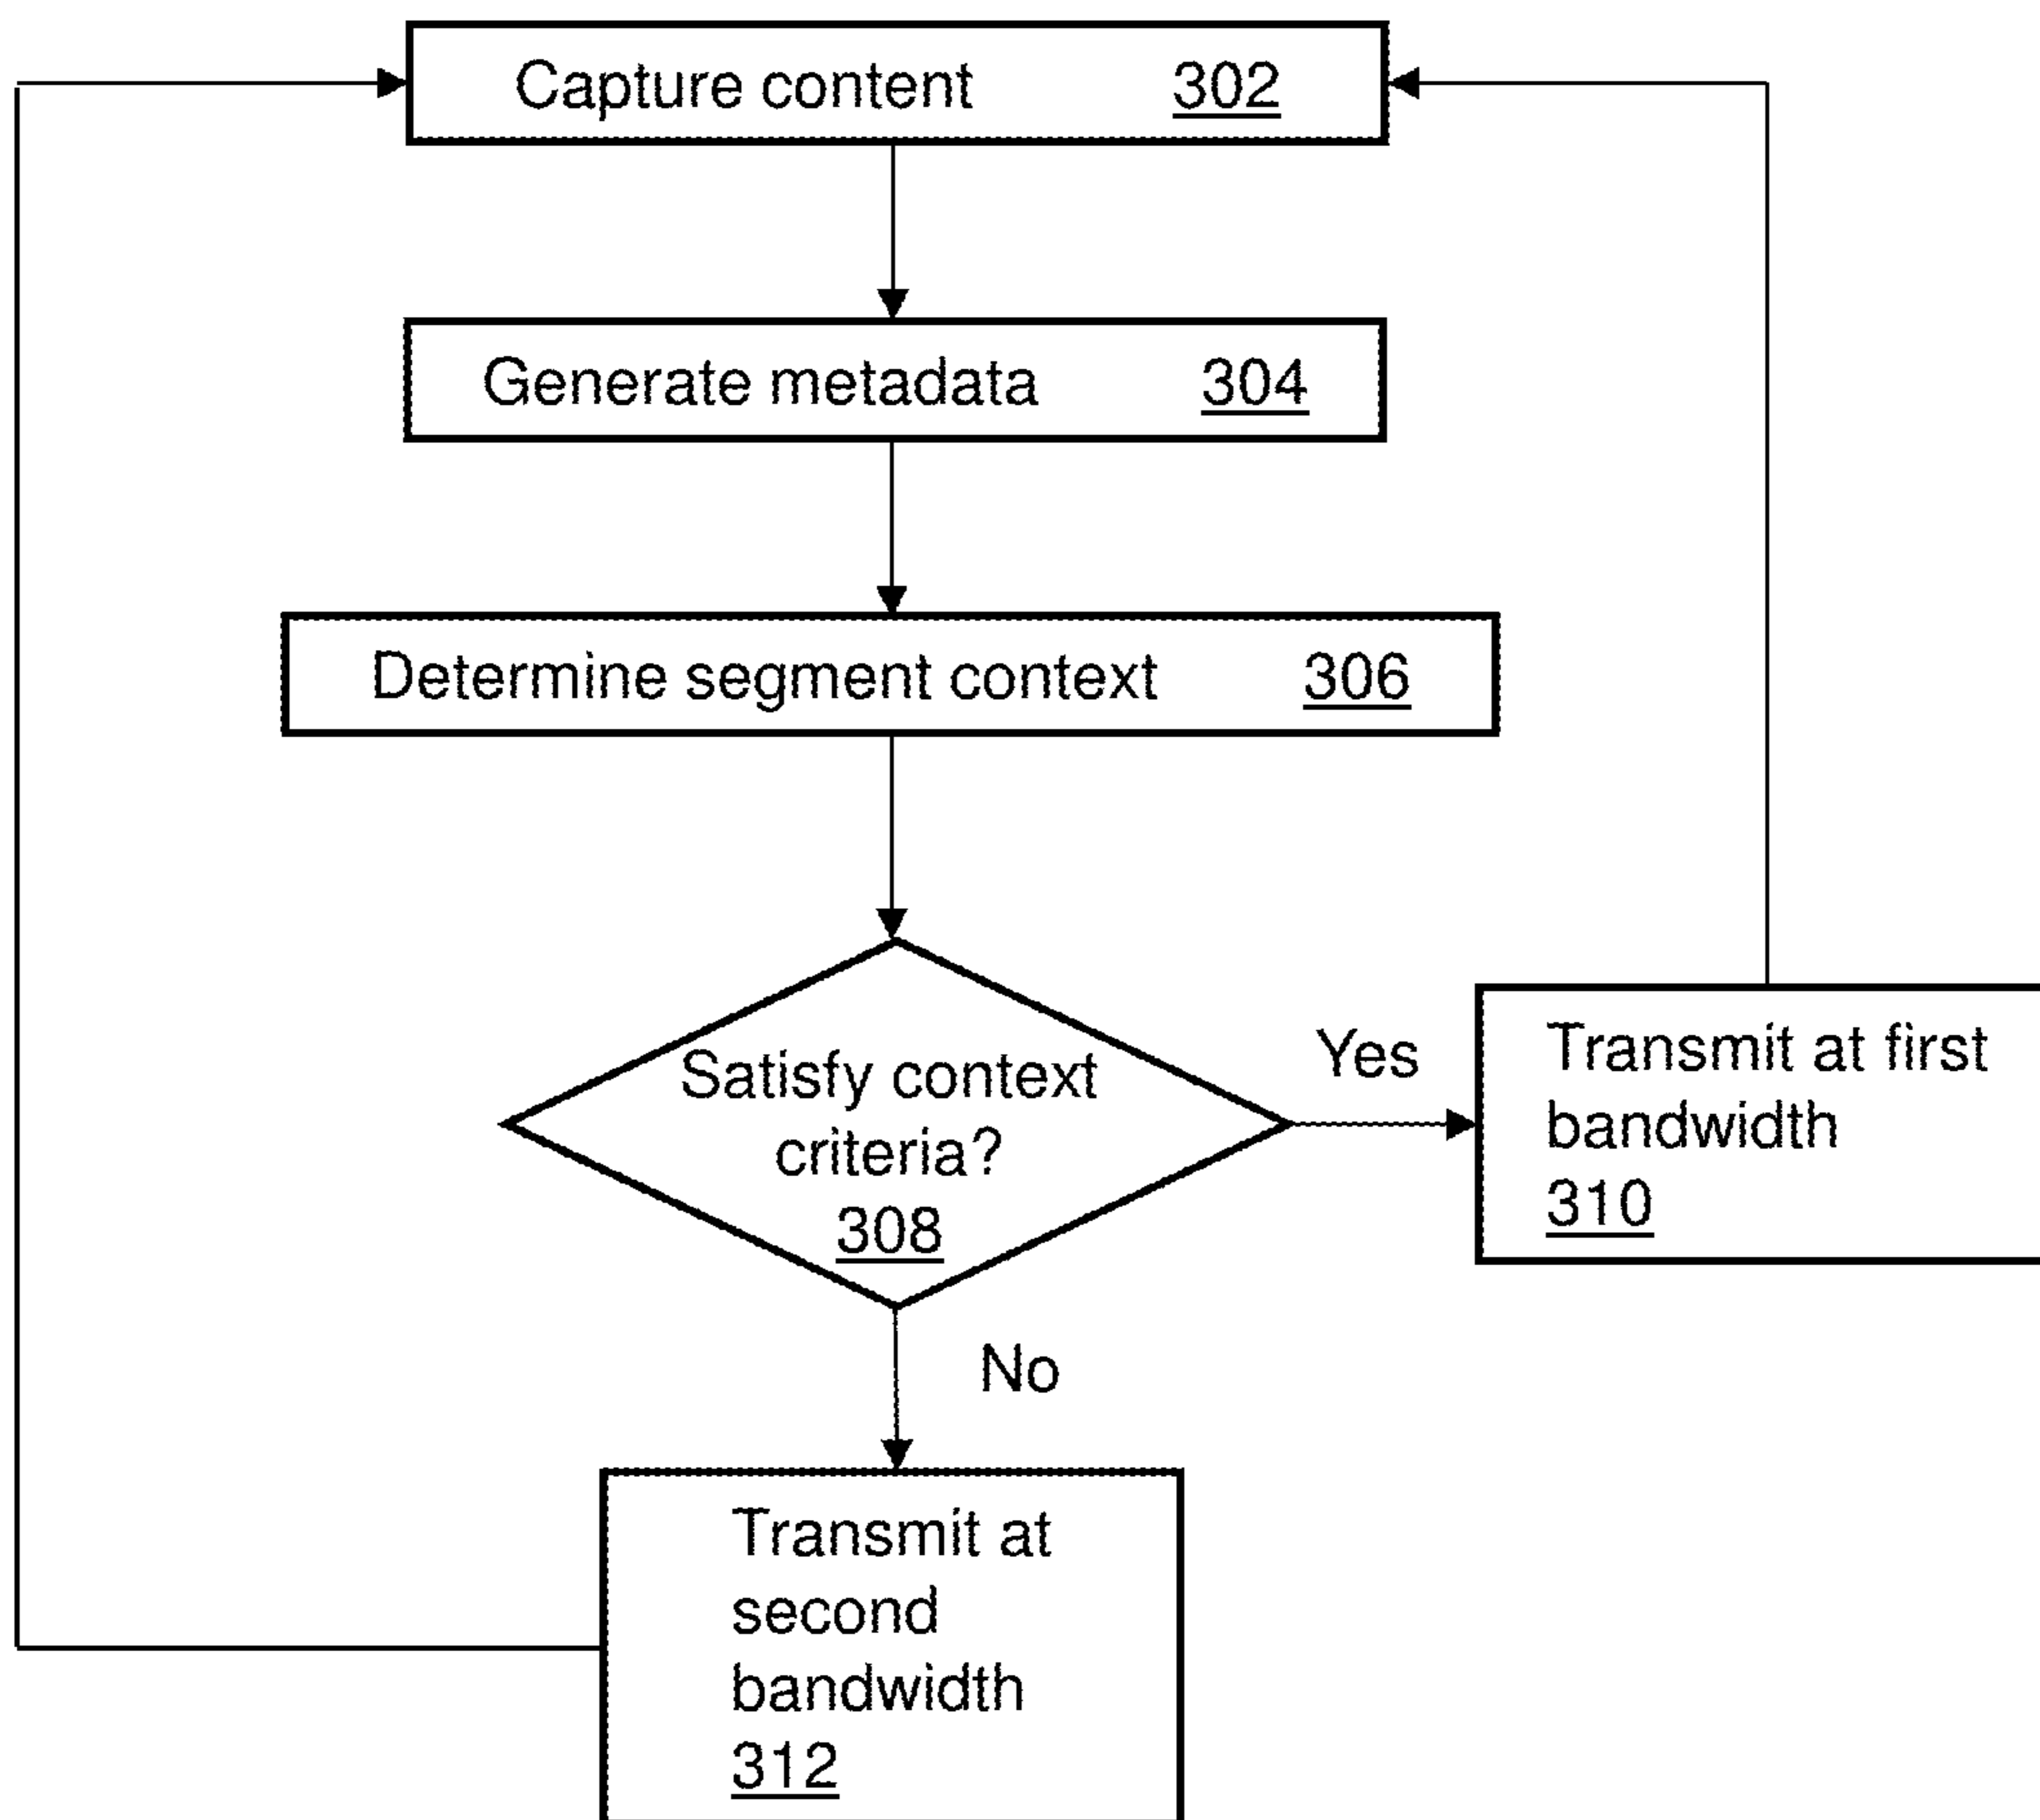 Capture content 302
Generate metadata 304
Determine segment context 306
Satisfy context
criteria?
308
Yes
Transmit at first
bandwidth
310
No
Transmit at
second
bandwidth
312